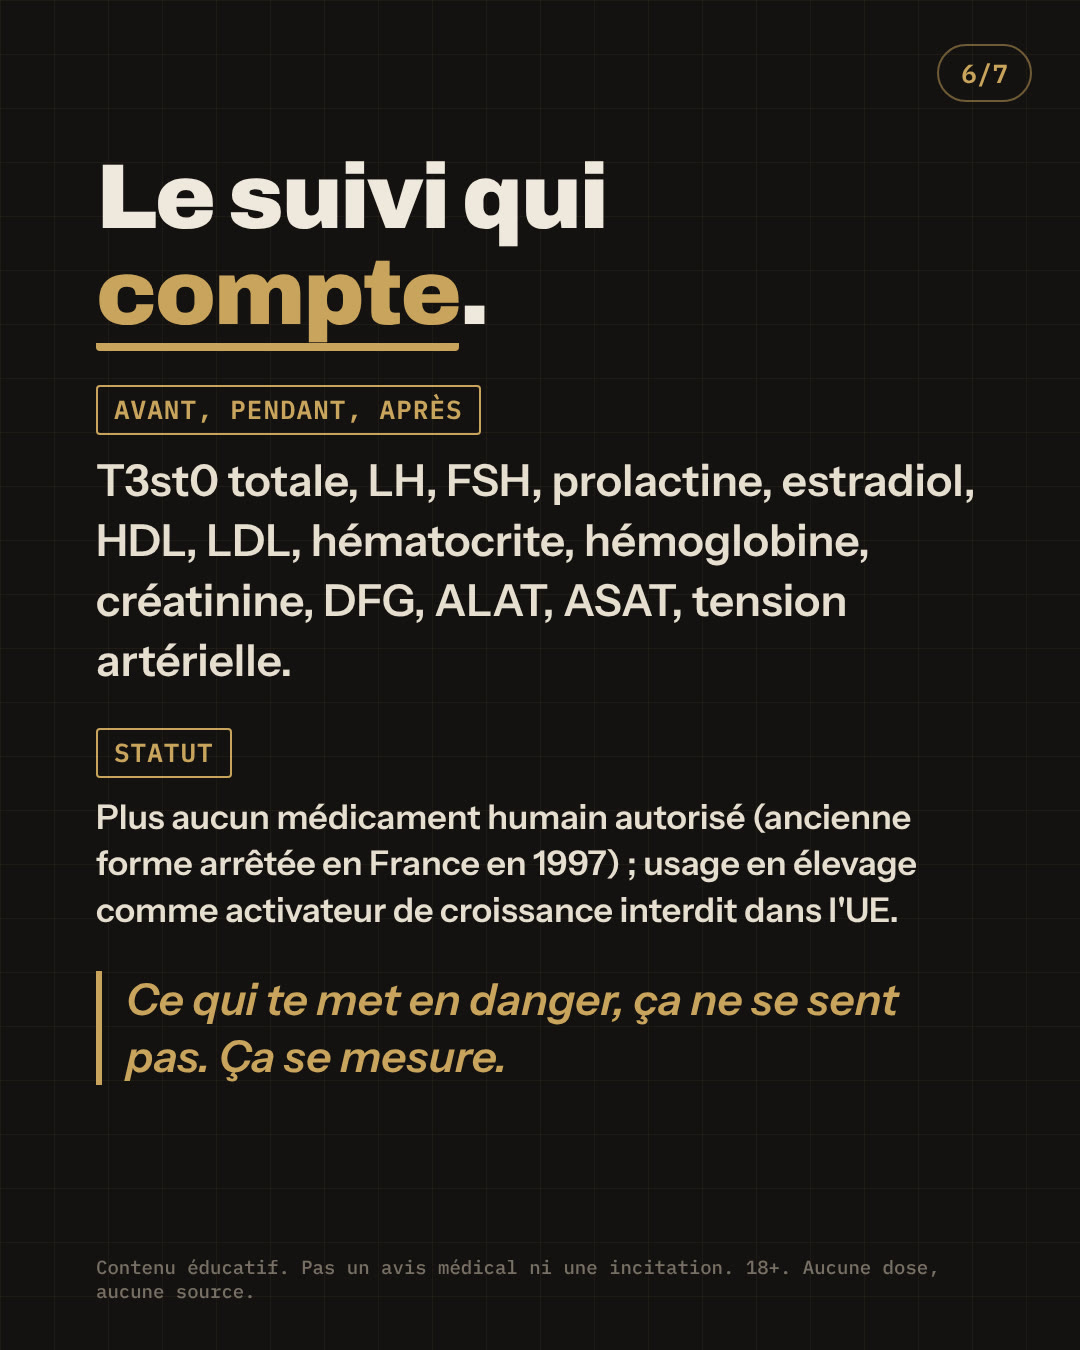 6/7
Le suivi qui
compte.
AVANT, PENDANT, APRÈS
T3st0 totale, LH, FSH, prolactine, estradiol,
HDL, LDL, hématocrite, hémoglobine,
créatinine, DFG, ALAT, ASAT, tension
artérielle.
STATUT
Plus aucun médicament humain autorisé (ancienne
forme arrêtée en France en 1997) ; usage en élevage
comme activateur de croissance interdit dans l'UE.
Ce qui te met en danger, ça ne se sent
pas. Ça se mesure.
Contenu éducatif. Pas un avis médical ni une incitation. 18+. Aucune dose,
aucune source.